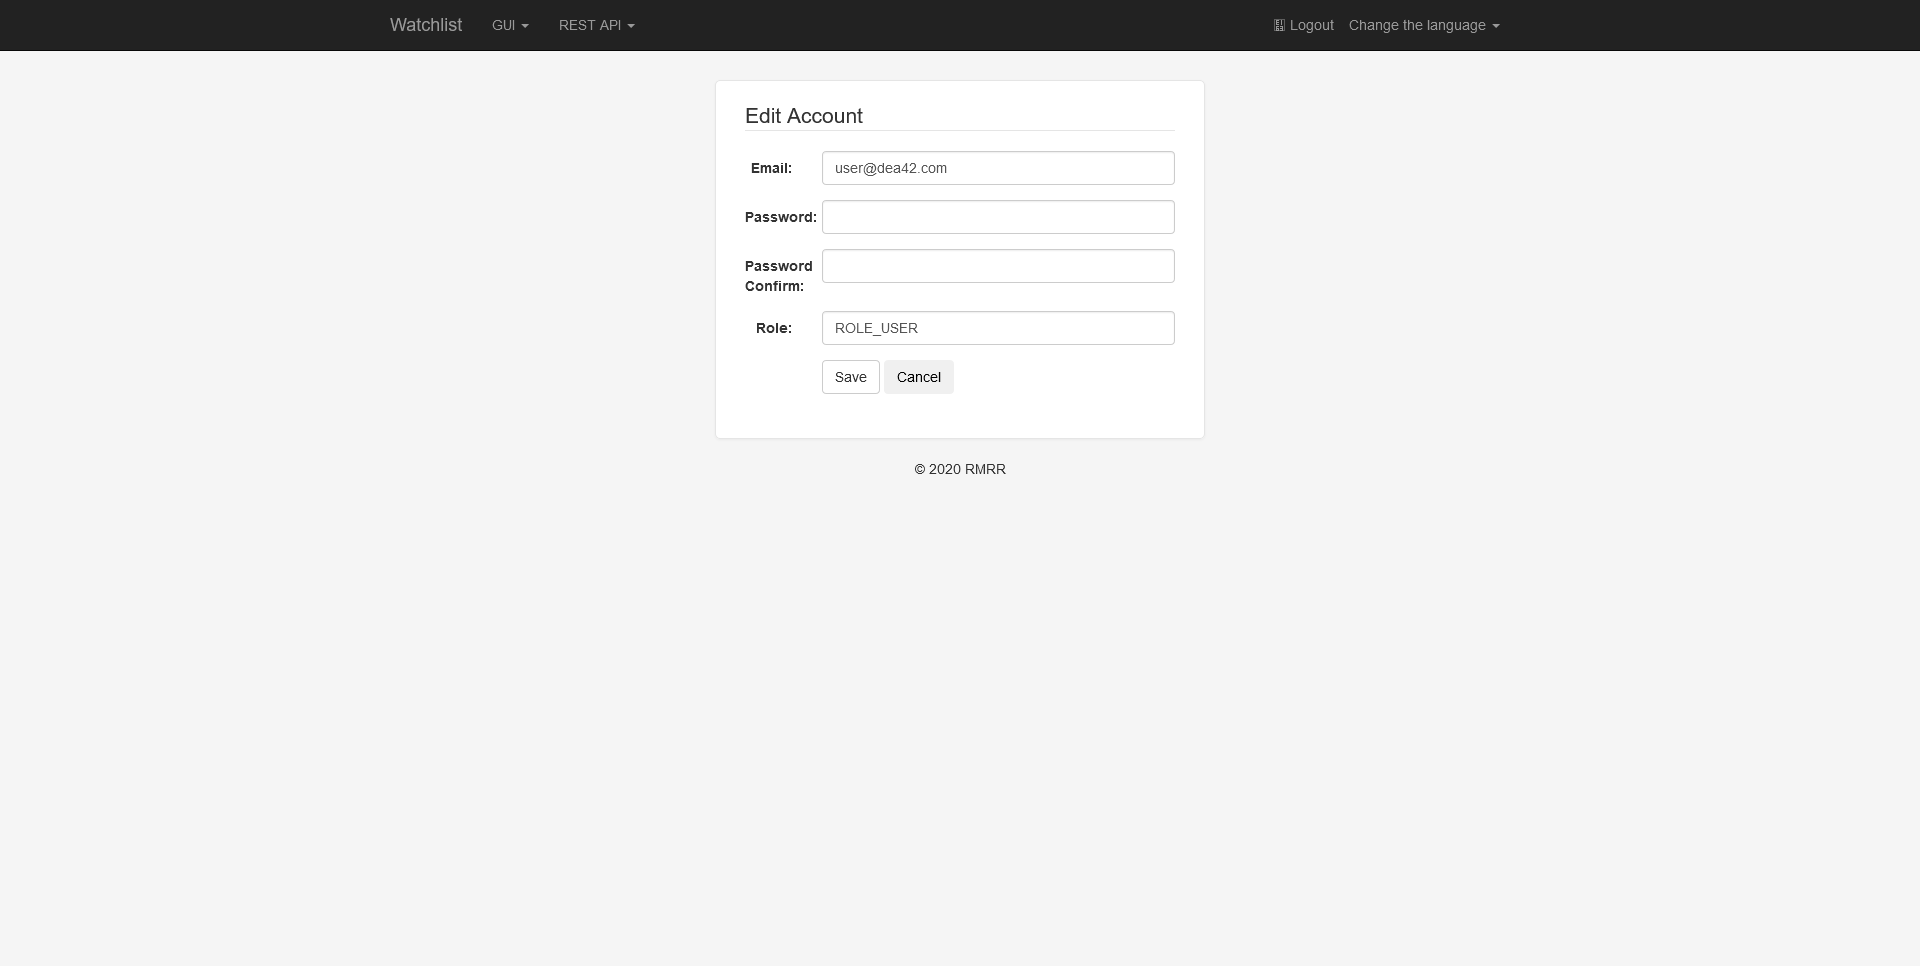 Watchlist GUI REST API Logout Change the language
Edit Account
Email: user@dea42.com
Password:
Password
Confirm:
Role: ROLE_USER
Save Cancel
© 2020 RMRR